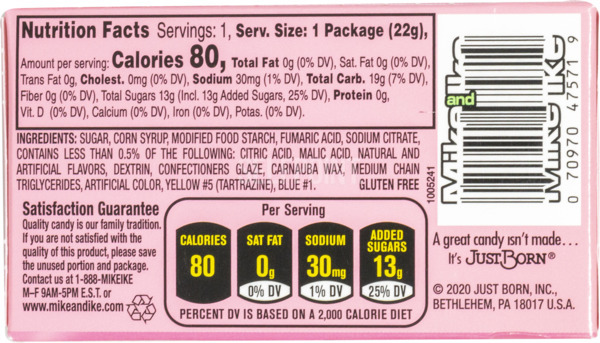 Nutrition Facts Servings: 1, Serv. Size: 1 Package (22g),
Amount per serving: Calories 80, Total Fat 0g (0% DV), Sat. Fat 0g (0% DV),
Trans Fat 0g, Cholest. 0mg (0% DV), Sodium 30mg (1% DV), Total Carb. 19g (7% DV),
Fiber 0g (0% DV), Total Sugars 13g (Incl. 13g Added Sugars, 25% DV), Protein 0g,
Vit. D (0% DV), Calcium (0% DV), Iron (0% DV), Potas. (0% DV).
INGREDIENTS: SUGAR, CORN SYRUP, MODIFIED FOOD STARCH, FUMARIC ACID, SODIUM CITRATE,
CONTAINS LESS THAN 0.5% OF THE FOLLOWING: CITRIC ACID, MALIC ACID, NATURAL AND
ARTIFICIAL FLAVORS, DEXTRIN, CONFECTIONERS GLAZE, CARNAUBA WAX, MEDIUM CHAIN
TRIGLYCERIDES, ARTIFICIAL COLOR, YELLOW #5 (TARTRAZINE), BLUE #1. GLUTEN FREE
1005241
Mike and Ike
Mike Ike
0 70970 47571 9
Satisfaction Guarantee
Quality candy is our family tradition.
If you are not satisfied with the
quality of this product, please save
the unused portion and package.
Contact us at 1-888-MIKEIKE
M–F 9AM-5PM E.S.T. or
www.mikeandike.com
Per Serving
CALORIES
80
SAT FAT
0g
0% DV
SODIUM
30mg
1% DV
ADDED
SUGARS
13g
25% DV
PERCENT DV IS BASED ON A 2,000 CALORIE DIET
A great candy isn't made...
It's JUST BORN®
© 2020 JUST BORN, INC.,
BETHLEHEM, PA 18017 U.S.A.